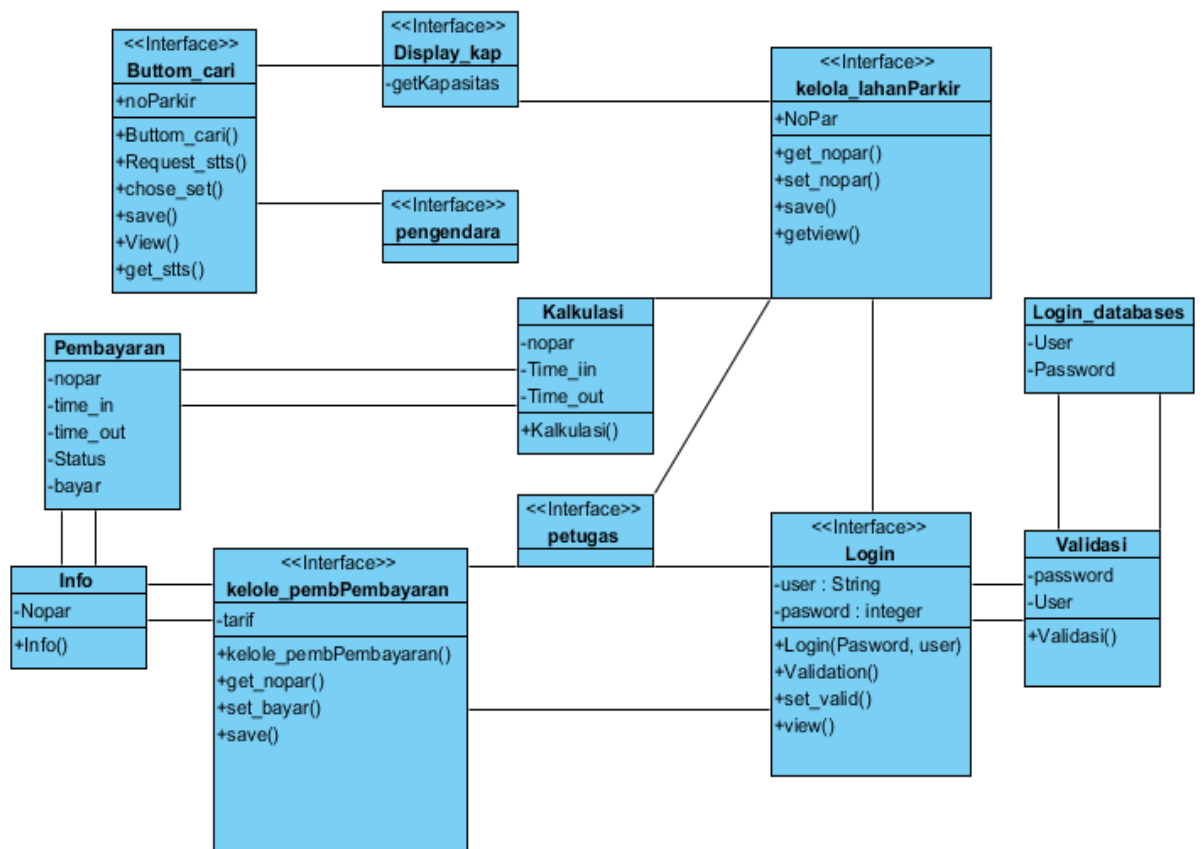 <<Interface>>
Buttom_cari
+noParkir
+Buttom_cari()
+Request_stts()
+chose_set()
+save()
+View()
+get_stts()
<<Interface>>
Display_kap
-getKapasitas
<<Interface>>
pengendara
<<Interface>>
kelola_lahanParkir
+NoPar
+get_nopar()
+set_nopar()
+save()
+getview()
Pembayaran
-nopar
-time_in
-time_out
-Status
-bayar
Kalkulasi
-nopar
-Time_iin
-Time_out
+Kalkulasi()
Login_databases
-User
-Password
<<Interface>>
petugas
Info
-Nopar
+Info()
<<Interface>>
kelole_pembPembayaran
-tarif
+kelole_pembPembayaran()
+get_nopar()
+set_bayar()
+save()
<<Interface>>
Login
-user : String
-pasword : integer
+Login(Pasword, user)
+Validation()
+set_valid()
+view()
Validasi
-password
-User
+Validasi()